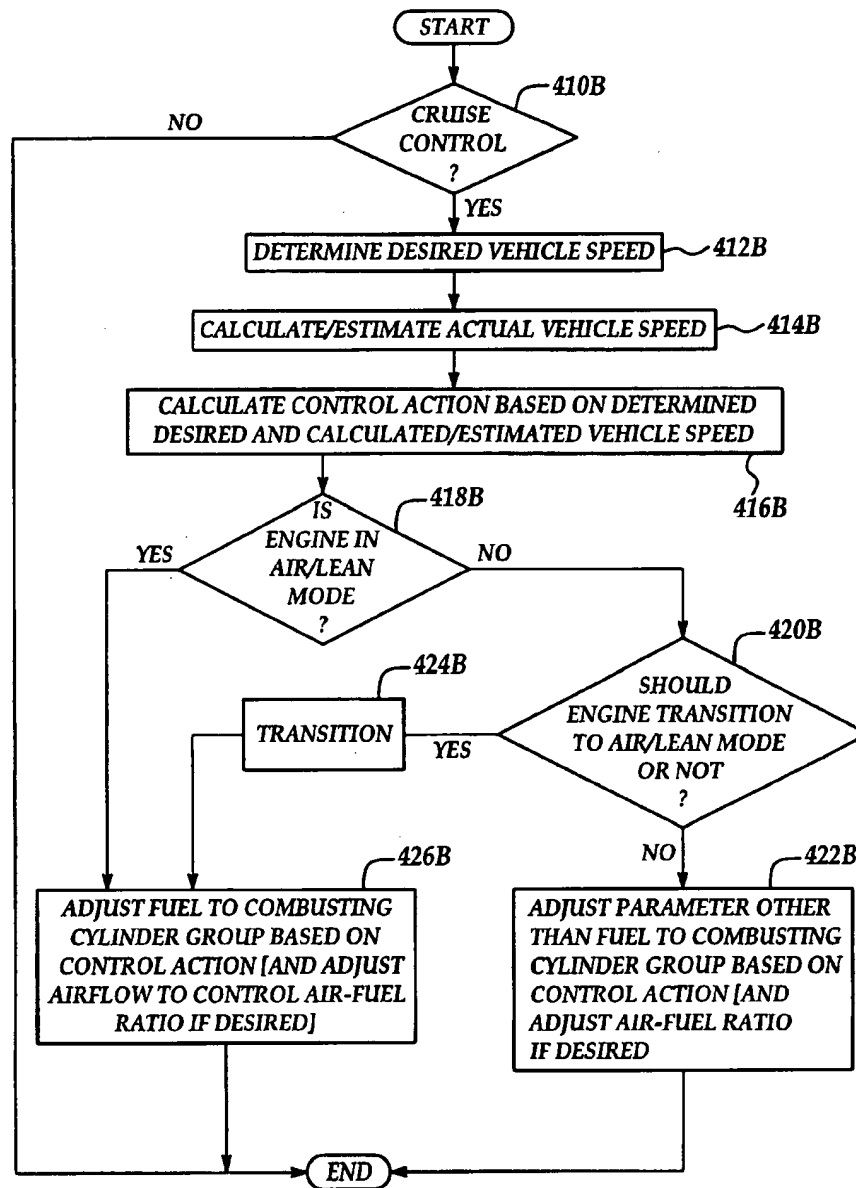 START
410B
CRUISE
CONTROL
?
NO
YES
DETERMINE DESIRED VEHICLE SPEED
412B
CALCULATE/ESTIMATE ACTUAL VEHICLE SPEED
414B
CALCULATE CONTROL ACTION BASED ON DETERMINED
DESIRED AND CALCULATED/ESTIMATED VEHICLE SPEED
416B
418B
IS
ENGINE IN
AIR/LEAN
MODE
?
YES
NO
420B
SHOULD
ENGINE TRANSITION
TO AIR/LEAN MODE
OR NOT
?
424B
TRANSITION
YES
NO
426B
ADJUST FUEL TO COMBUSTING
CYLINDER GROUP BASED ON
CONTROL ACTION [AND ADJUST
AIRFLOW TO CONTROL AIR-FUEL
RATIO IF DESIRED]
422B
ADJUST PARAMETER OTHER
THAN FUEL TO COMBUSTING
CYLINDER GROUP BASED ON
CONTROL ACTION [AND
ADJUST AIR-FUEL RATIO
IF DESIRED
END